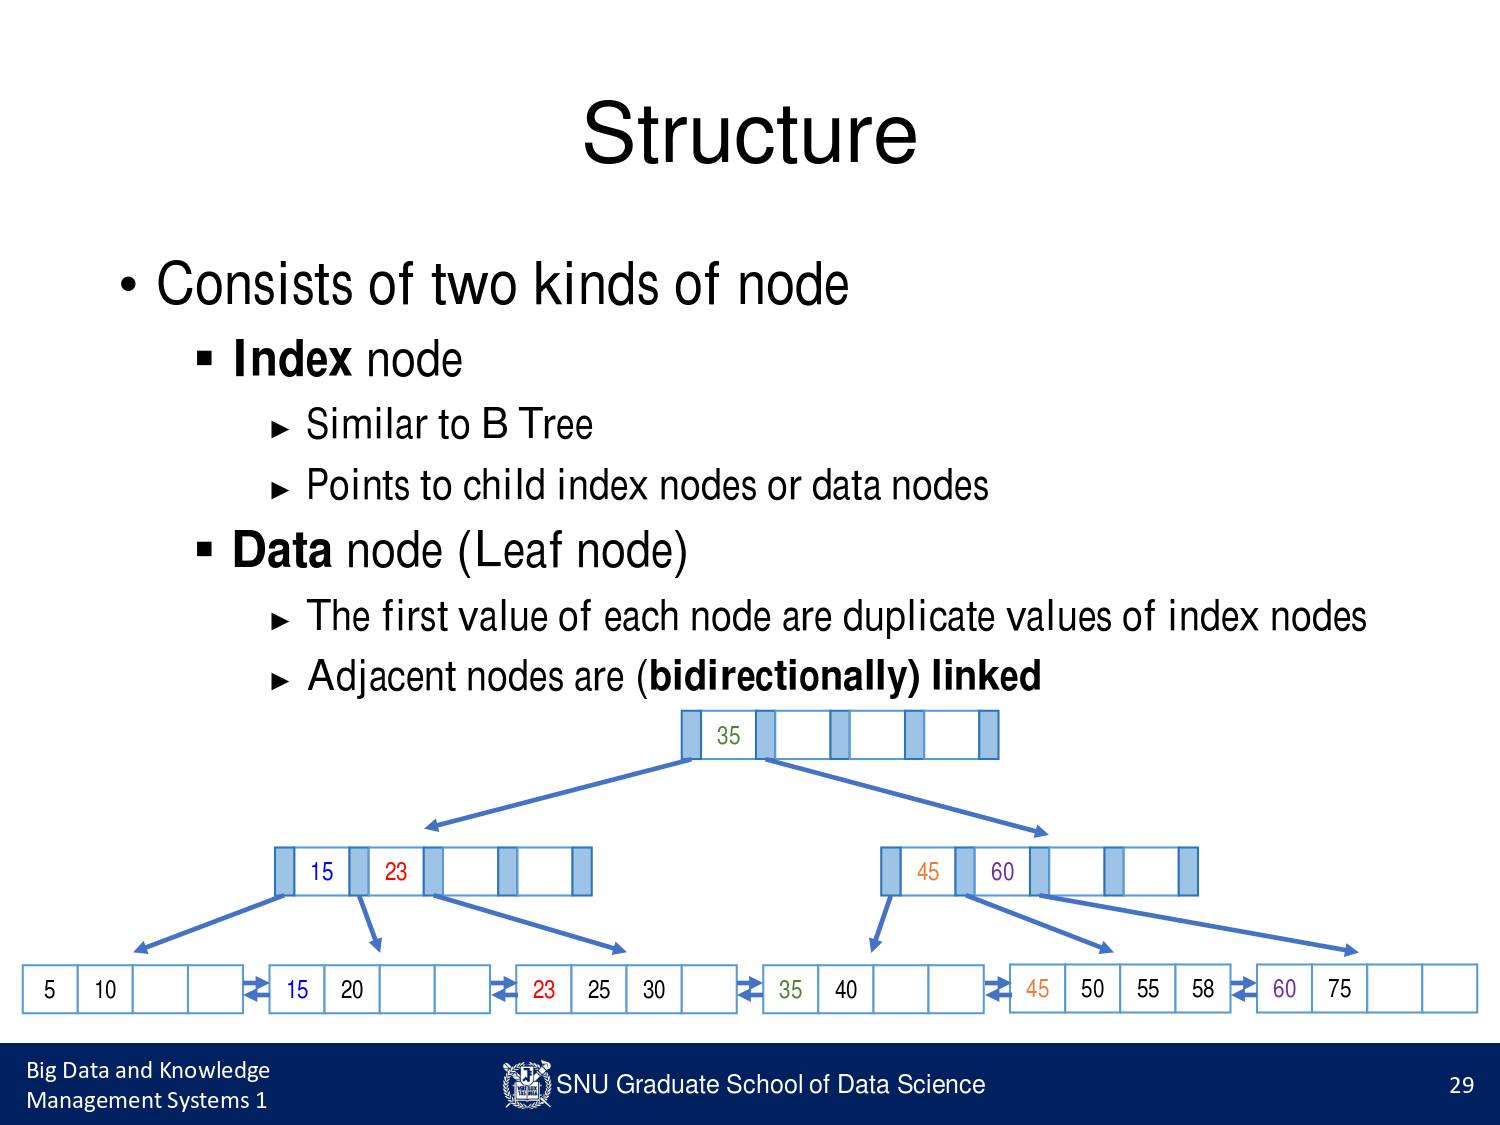 Structure
• Consists of two kinds of node
▪ Index node
► Similar to B Tree
► Points to child index nodes or data nodes
▪ Data node (Leaf node)
► The first value of each node are duplicate values of index nodes
► Adjacent nodes are (bidirectionally) linked
35
15 23
45 60
5 10
15 20
23 25 30
35 40
45 50 55 58
60 75
Big Data and Knowledge
Management Systems 1
SNU Graduate School of Data Science
29